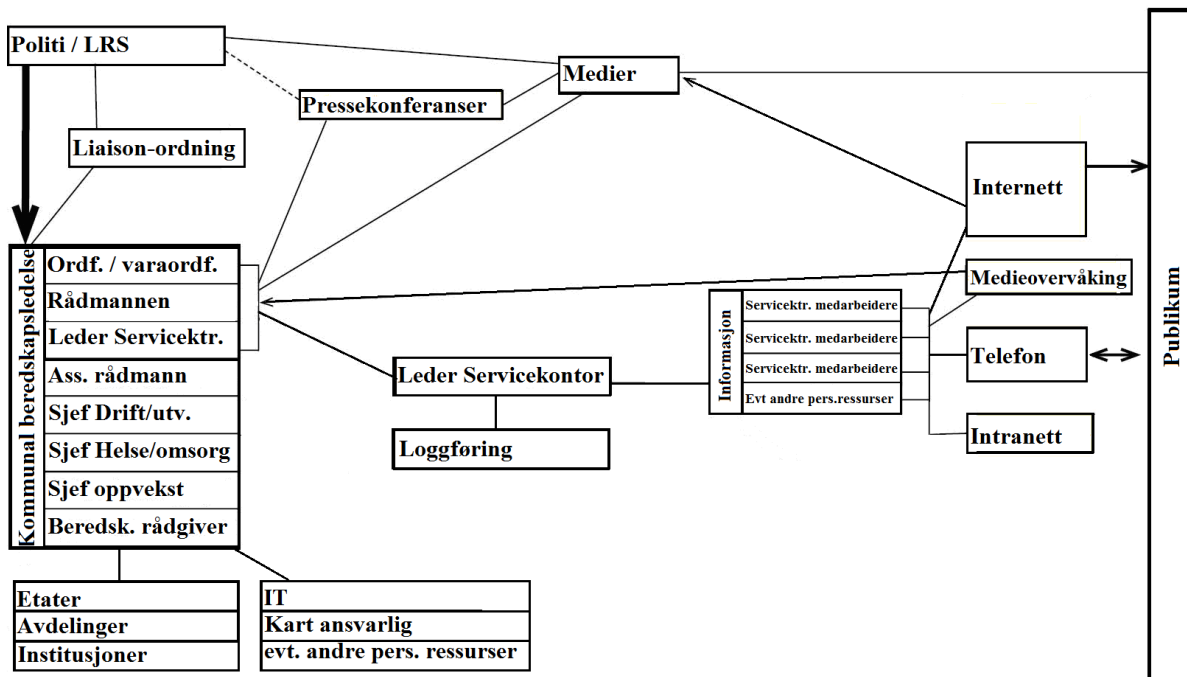 Politi / LRS
Medier
Pressekonferanser
Liaison-ordning
Internett
Kommunal beredskapsledelse
Ordf. / varaordf.
Rådmannen
Leder Servicektr.
Ass. rådmann
Sjef Drift/utv.
Sjef Helse/omsorg
Sjef oppvekst
Beredsk. rådgiver
Medieovervåking
Informasjon
Servicektr. medarbeidere
Servicektr. medarbeidere
Servicektr. medarbeidere
Evt andre pers.ressurser
Telefon
Publikum
Leder Servicekontor
Loggføring
Intranett
Etater
Avdelinger
Institusjoner
IT
Kart ansvarlig
evt. andre pers. ressurser